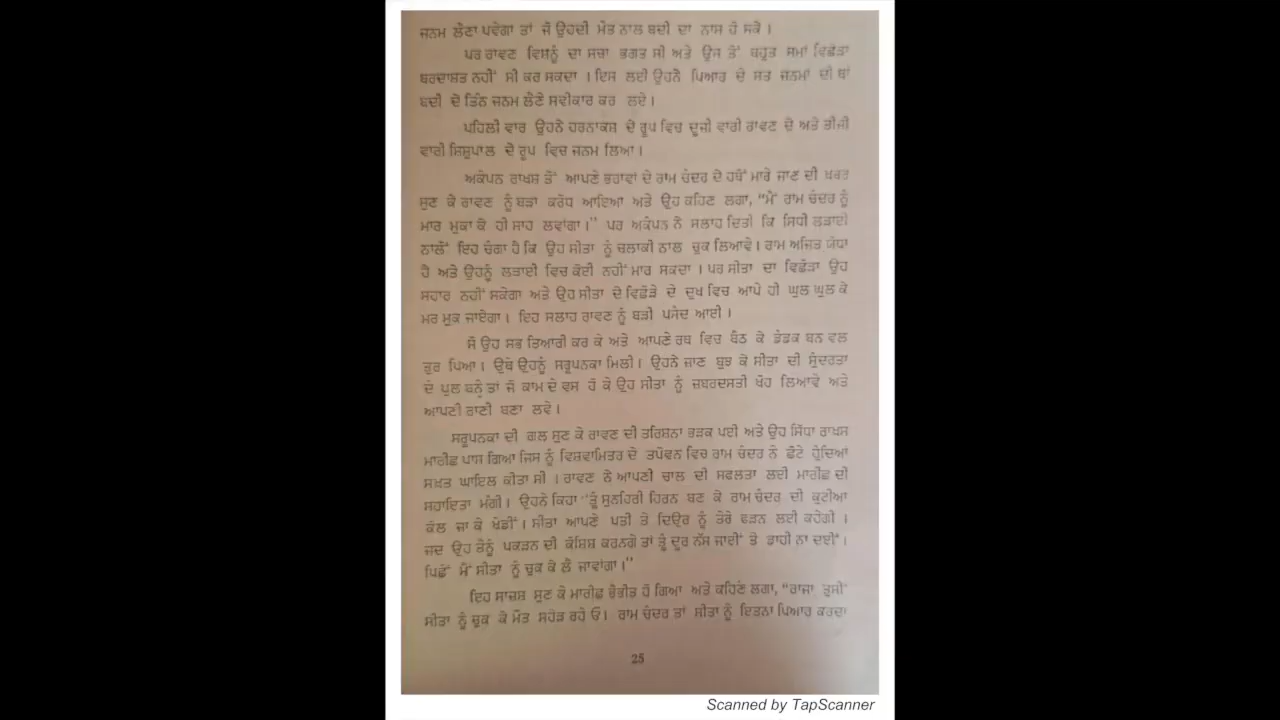 ਜਨਮ ਲੈਣਾ ਪਵੇਗਾ ਤਾਂ ਜੋ ਉਹਦੀ ਮੌਤ ਨਾਲ ਬਦੀ ਦਾ ਨਾਸ ਹੋ ਸਕੇ ।
ਪਰ ਰਾਵਣ ਵਿਸ਼ਨੂੰ ਦਾ ਸਚਾ ਭਗਤ ਸੀ ਅਤੇ ਉਸ ਤੋਂ ਬਹੁਤ ਸਮਾਂ ਵਿਛੋੜਾ
ਬਰਦਾਸ਼ਤ ਨਹੀਂ ਸੀ ਕਰ ਸਕਦਾ । ਇਸ ਲਈ ਉਹਨੇ ਪਿਆਰ ਦੇ ਸਤ ਜਨਮਾਂ ਦੀ ਥਾਂ
ਬਦੀ ਦੇ ਤਿੰਨ ਜਨਮ ਲੈਣੇ ਸਵੀਕਾਰ ਕਰ ਲਏ ।
ਪਹਿਲੀ ਵਾਰ ਉਹਨੇ ਹਰਨਾਕਸ਼ ਦੇ ਰੂਪ ਵਿਚ ਦੂਜੀ ਵਾਰੀ ਰਾਵਣ ਦੇ ਅਤੇ ਤੀਜੀ
ਵਾਰੀ ਸ਼ਿਸ਼ੁਪਾਲ ਦੇ ਰੂਪ ਵਿਚ ਜਨਮ ਲਿਆ ।
ਅਕੰਪਨ ਰਾਖਸ਼ ਤੋਂ ਆਪਣੇ ਭਰਾਵਾਂ ਦੇ ਰਾਮ ਚੰਦਰ ਦੇ ਹਥੋਂ ਮਾਰੇ ਜਾਣ ਦੀ ਖ਼ਬਰ
ਸੁਣ ਕੇ ਰਾਵਣ ਨੂੰ ਬੜਾ ਕਰੋਧ ਆਇਆ ਅਤੇ ਉਹ ਕਹਿਣ ਲਗਾ, “ਮੈਂ ਰਾਮ ਚੰਦਰ ਨੂੰ
ਮਾਰ ਮੁਕਾ ਕੇ ਹੀ ਸਾਹ ਲਵਾਂਗਾ ।” ਪਰ ਅਕੰਪਨ ਨੇ ਸਲਾਹ ਦਿਤੀ ਕਿ ਸਿਧੀ ਲੜਾਈ
ਨਾਲੋਂ ਇਹ ਚੰਗਾ ਹੈ ਕਿ ਉਹ ਸੀਤਾ ਨੂੰ ਚਲਾਕੀ ਨਾਲ ਚੁਕ ਲਿਆਵੇ । ਰਾਮ ਅਜਿਤ ਯੋਧਾ
ਹੈ ਅਤੇ ਉਹਨੂੰ ਲੜਾਈ ਵਿਚ ਕੋਈ ਨਹੀਂ ਮਾਰ ਸਕਦਾ । ਪਰ ਸੀਤਾ ਦਾ ਵਿਛੋੜਾ ਉਹ
ਸਹਾਰ ਨਹੀਂ ਸਕੇਗਾ ਅਤੇ ਉਹ ਸੀਤਾ ਦੇ ਵਿਛੋੜੇ ਦੇ ਦੁਖ ਵਿਚ ਆਪੇ ਹੀ ਘੁਲ ਘੁਲ ਕੇ
ਮਰ ਮੁਕ ਜਾਏਗਾ । ਇਹ ਸਲਾਹ ਰਾਵਣ ਨੂੰ ਬੜੀ ਪਸੰਦ ਆਈ ।
ਸੋ ਉਹ ਸਭ ਤਿਆਰੀ ਕਰ ਕੇ ਅਤੇ ਆਪਣੇ ਰਥ ਵਿਚ ਬੈਠ ਕੇ ਡੰਡਕ ਬਨ ਵਲ
ਤੁਰ ਪਿਆ । ਉਥੇ ਉਹਨੂੰ ਸਰੂਪਨਕਾ ਮਿਲੀ । ਉਹਨੇ ਜਾਣ ਬੁਝ ਕੇ ਸੀਤਾ ਦੀ ਸੁੰਦਰਤਾ
ਦੇ ਪੁਲ ਬਨ੍ਹੇ ਤਾਂ ਜੋ ਕਾਮ ਦੇ ਵਸ ਹੋ ਕੇ ਉਹ ਸੀਤਾ ਨੂੰ ਜ਼ਬਰਦਸਤੀ ਖੋਹ ਲਿਆਵੇ ਅਤੇ
ਆਪਣੀ ਰਾਣੀ ਬਣਾ ਲਵੇ ।
ਸਰੂਪਨਕਾ ਦੀ ਗਲ ਸੁਣ ਕੇ ਰਾਵਣ ਦੀ ਤਰਿਸ਼ਨਾ ਭੜਕ ਪਈ ਅਤੇ ਉਹ ਸਿੱਧਾ ਰਾਖਸ
ਮਾਰੀਛ ਪਾਸ ਗਿਆ ਜਿਸ ਨੂੰ ਵਿਸ਼ਵਾਮਿਤਰ ਦੇ ਤਪੋਵਨ ਵਿਚ ਰਾਮ ਚੰਦਰ ਨੇ ਛੋਟੇ ਹੁੰਦਿਆਂ
ਸਖ਼ਤ ਘਾਇਲ ਕੀਤਾ ਸੀ । ਰਾਵਣ ਨੇ ਆਪਣੀ ਚਾਲ ਦੀ ਸਫਲਤਾ ਲਈ ਮਾਰੀਛ ਦੀ
ਸਹਾਇਤਾ ਮੰਗੀ । ਉਹਨੇ ਕਿਹਾ “ਤੂੰ ਸੁਨਹਿਰੀ ਹਿਰਨ ਬਣ ਕੇ ਰਾਮ ਚੰਦਰ ਦੀ ਕੁਟੀਆ
ਕੋਲ ਜਾ ਕੇ ਖੇਡੀਂ । ਸੀਤਾ ਆਪਣੇ ਪਤੀ ਤੇ ਦਿਓਰ ਨੂੰ ਤੇਰੇ ਫੜਨ ਲਈ ਕਹੇਗੀ ।
ਜਦ ਉਹ ਤੈਨੂੰ ਪਕੜਨ ਦੀ ਕੋਸ਼ਿਸ਼ ਕਰਨਗੇ ਤਾਂ ਤੂੰ ਦੂਰ ਨੱਸ ਜਾਈਂ ਤੇ ਡਾਹੀ ਨਾ ਦਈਂ ।
ਪਿਛੋਂ ਮੈਂ ਸੀਤਾ ਨੂੰ ਚੁਕ ਕੇ ਲੈ ਜਾਵਾਂਗਾ ।”
ਇਹ ਸਾਜ਼ਸ਼ ਸੁਣ ਕੇ ਮਾਰੀਛ ਭੈਭੀਤ ਹੋ ਗਿਆ ਅਤੇ ਕਹਿਣ ਲਗਾ, “ਰਾਜਾ ਤੁਸੀਂ
ਸੀਤਾ ਨੂੰ ਚੁਕ ਕੇ ਮੌਤ ਸਹੇੜ ਰਹੇ ਓ । ਰਾਮ ਚੰਦਰ ਤਾਂ ਸੀਤਾ ਨੂੰ ਇਤਨਾ ਪਿਆਰ ਕਰਦਾ
25
Scanned by TapScanner